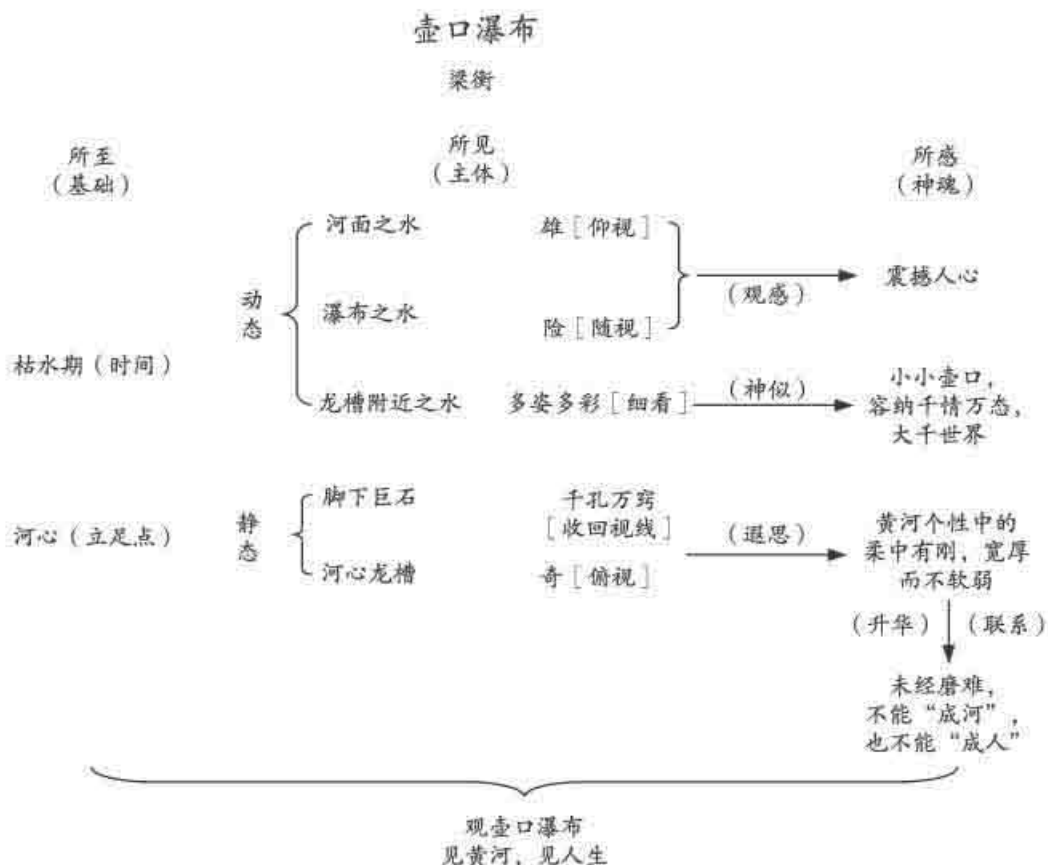 壶口瀑布
梁衡
所至
（基础）
所见
（主体）
所感
（神魂）
河面之水
雄［仰视］
动
态
瀑布之水
险［随视］
（观感）
震撼人心
枯水期（时间）
龙槽附近之水
多姿多彩［细看］
（神似）
小小壶口，
容纳千情万态，
大千世界
河心（立足点）
静
态
脚下巨石
千孔万窍
［收回视线］
河心龙槽
奇［俯视］
（遐思）
黄河个性中的
柔中有刚，宽厚
而不软弱
（升华）
（联系）
未经磨难，
不能“成河”，
也不能“成人”
观壶口瀑布
见黄河，见人生